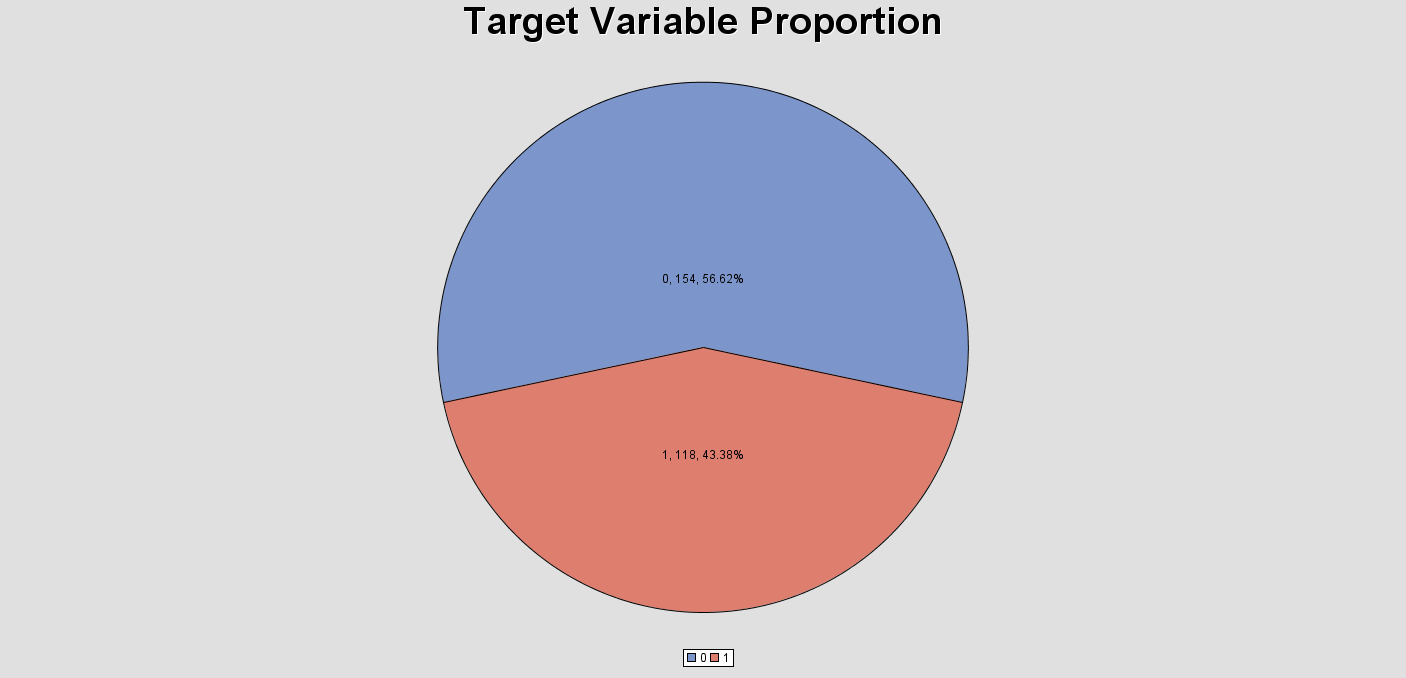 Target Variable Proportion
0, 154, 56.62%
1, 118, 43.38%
0 1